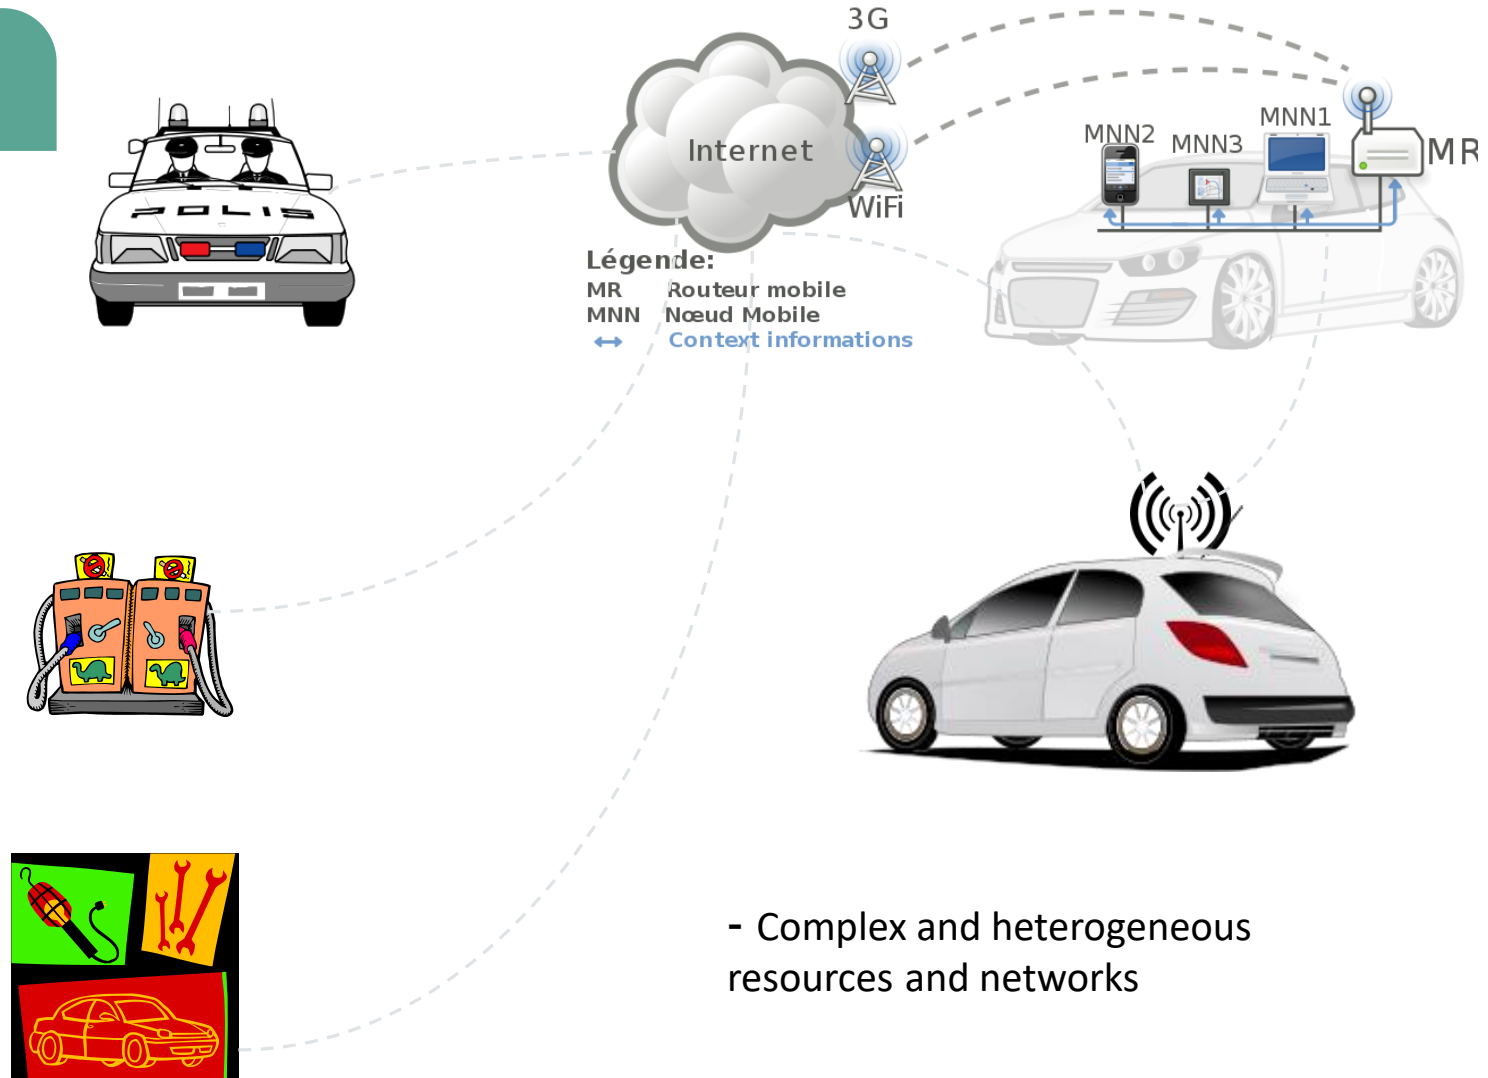 3G
Internet
WiFi
MNN2
MNN3
MNN1
MR
POLIS
Légende:
MR Routeur mobile
MNN Nœud Mobile
Context informations
- Complex and heterogeneous
resources and networks